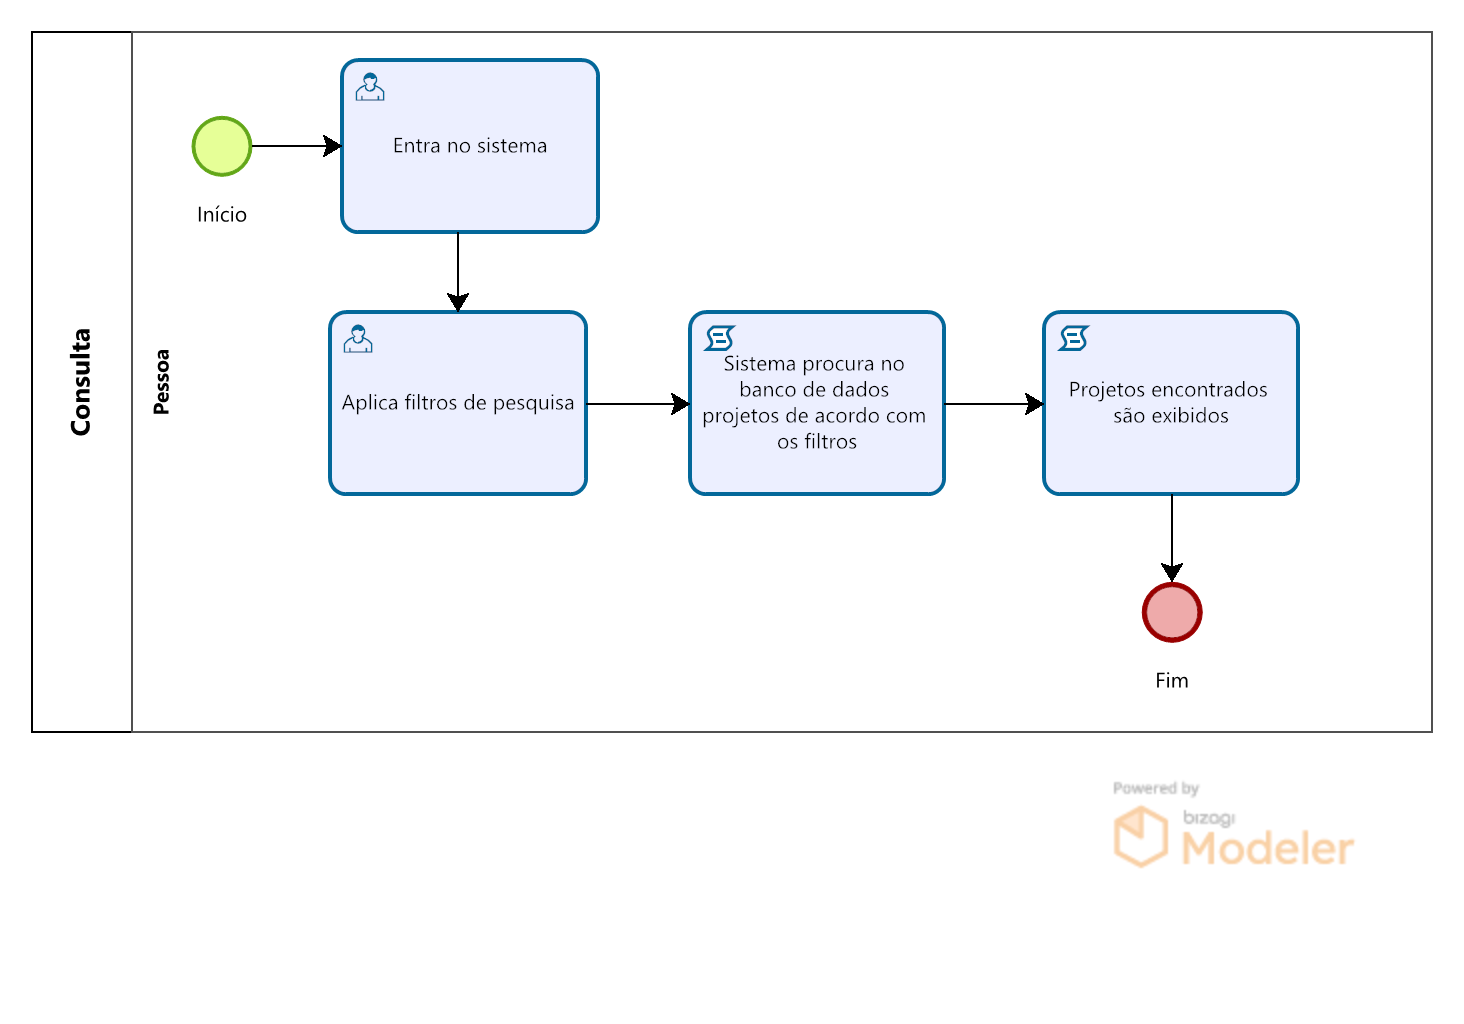 Consulta
Pessoa
Início
Entra no sistema
Aplica filtros de pesquisa
Sistema procura no
banco de dados
projetos de acordo com
os filtros
Projetos encontrados
são exibidos
Fim
Powered by
bizagi
Modeler